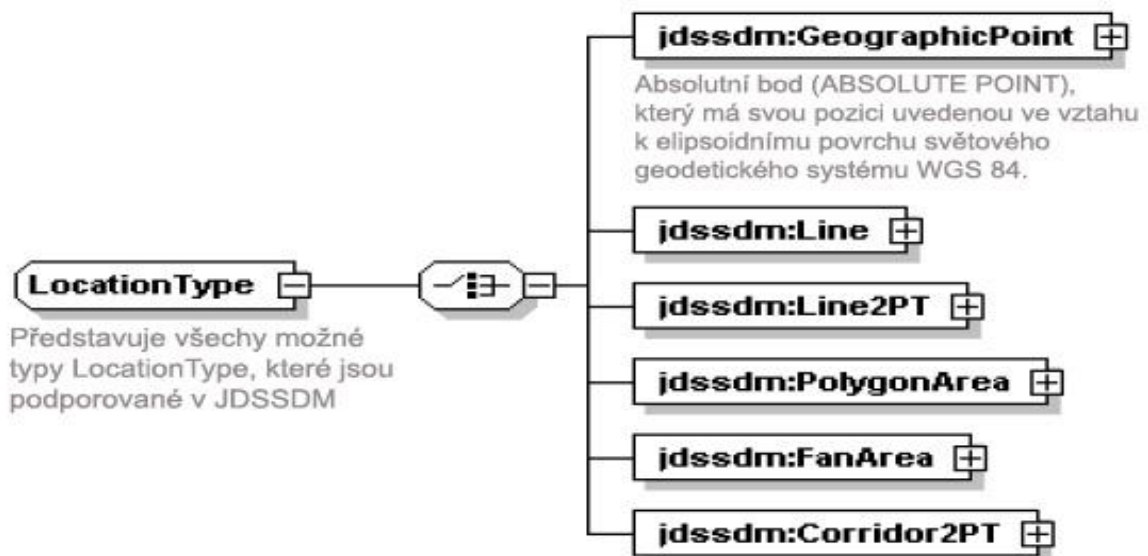 jdssdm:GeographicPoint
Absolutní bod (ABSOLUTE POINT),
který má svou pozici uvedenou ve vztahu
k elipsoidnímu povrchu světového
geodetického systému WGS 84.
jdssdm:Line
LocationType
Představuje všechy možné
typy LocationType, které jsou
podporované v JDSSDM
jdssdm:Line2PT
jdssdm:PolygonArea
jdssdm:FanArea
jdssdm:Corridor2PT